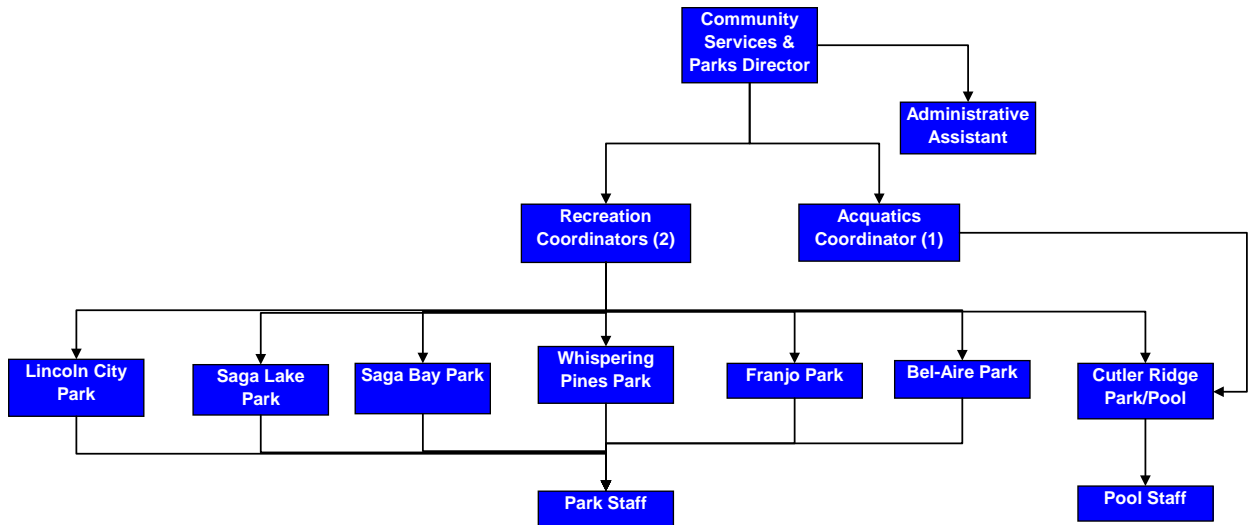 Community
Services &
Parks Director
Administrative
Assistant
Recreation
Coordinators (2)
Acquatics
Coordinator (1)
Lincoln City
Park
Saga Lake
Park
Saga Bay Park
Whispering
Pines Park
Franjo Park
Bel-Aire Park
Cutler Ridge
Park/Pool
Park Staff
Pool Staff